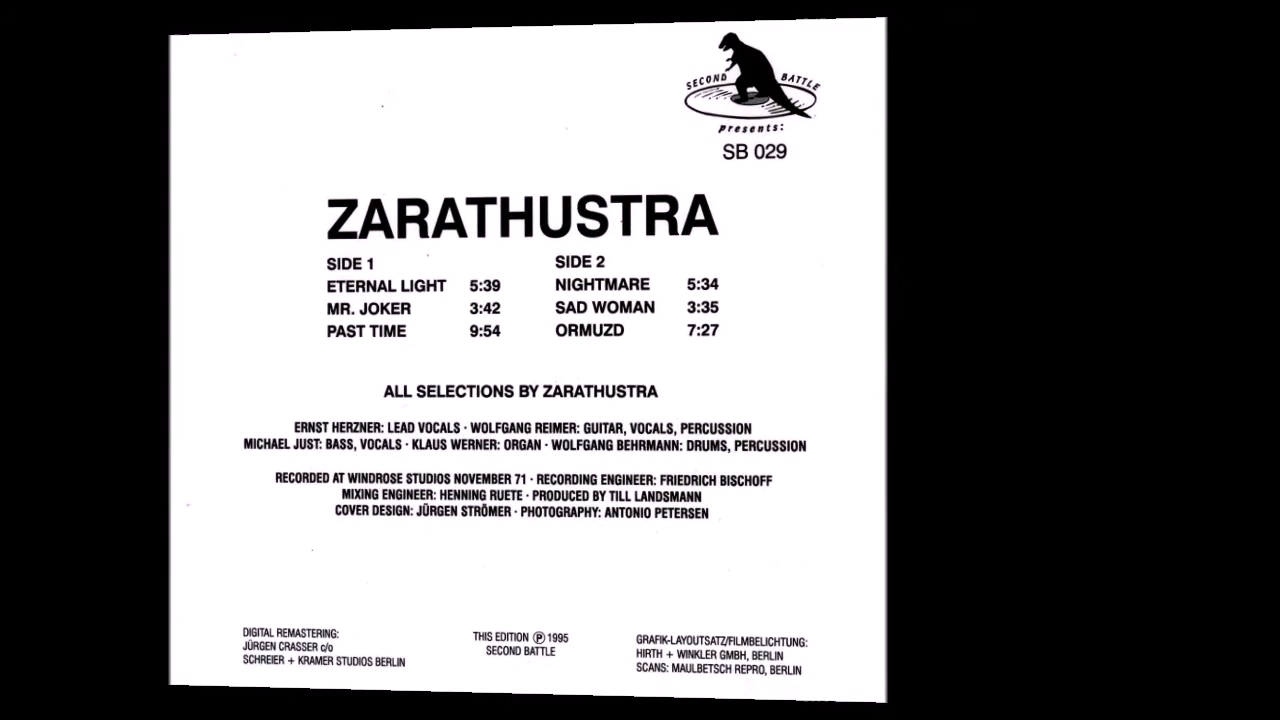 SECOND BATTLE
presents:
SB 029
ZARATHUSTRA
SIDE 1 SIDE 2
ETERNAL LIGHT 5:39 NIGHTMARE 5:34
MR. JOKER 3:42 SAD WOMAN 3:35
PAST TIME 9:54 ORMUZD 7:27
ALL SELECTIONS BY ZARATHUSTRA
ERNST HERZNER: LEAD VOCALS · WOLFGANG REIMER: GUITAR, VOCALS, PERCUSSION
MICHAEL JUST: BASS, VOCALS · KLAUS WERNER: ORGAN · WOLFGANG BEHRMANN: DRUMS, PERCUSSION
RECORDED AT WINDROSE STUDIOS NOVEMBER 71 · RECORDING ENGINEER: FRIEDRICH BISCHOFF
MIXING ENGINEER: HENNING RUETE · PRODUCED BY TILL LANDSMANN
COVER DESIGN: JÜRGEN STRÖMER · PHOTOGRAPHY: ANTONIO PETERSEN
DIGITAL REMASTERING:
JÜRGEN CRASSER c/o
SCHREIER + KRAMER STUDIOS BERLIN
THIS EDITION ℗ 1995
SECOND BATTLE
GRAFIK-LAYOUTSATZ/FILMBELICHTUNG:
HIRTH + WINKLER GMBH, BERLIN
SCANS: MAULBETSCH REPRO, BERLIN